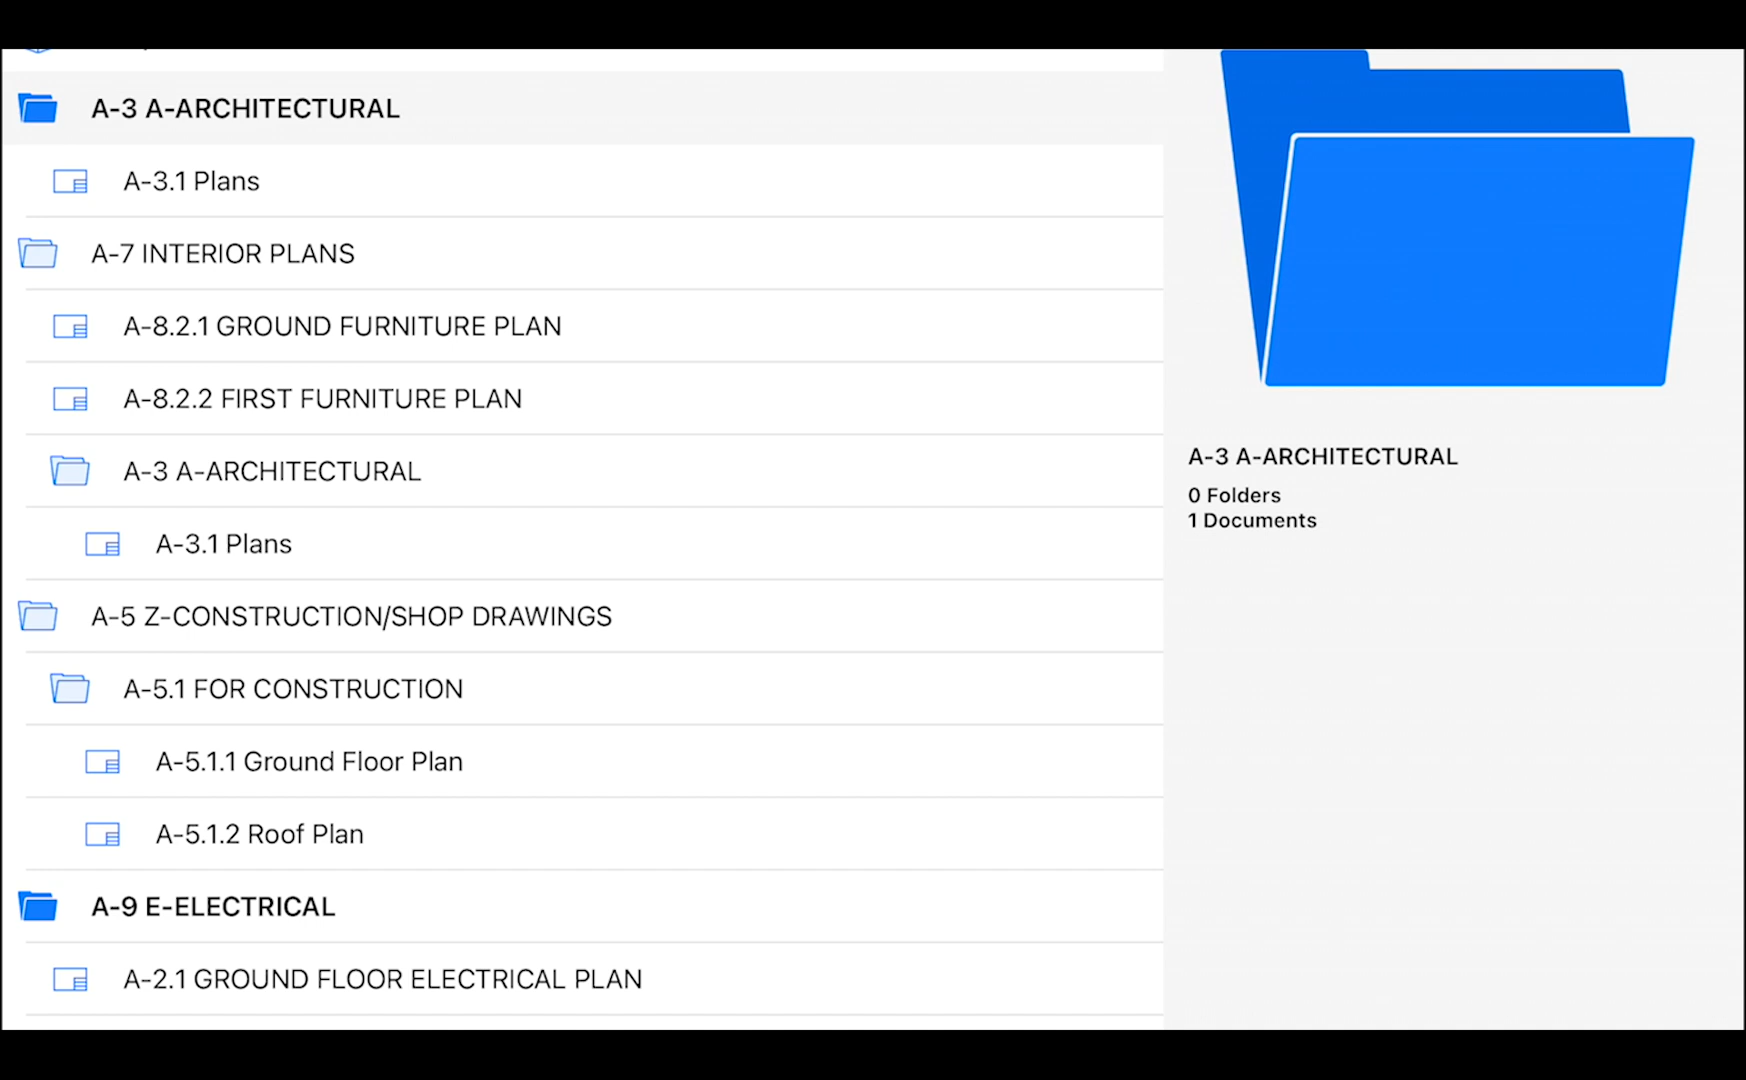 A-3 A-ARCHITECTURAL
A-3.1 Plans
A-7 INTERIOR PLANS
A-8.2.1 GROUND FURNITURE PLAN
A-8.2.2 FIRST FURNITURE PLAN
A-3 A-ARCHITECTURAL
A-3.1 Plans
A-5 Z-CONSTRUCTION/SHOP DRAWINGS
A-5.1 FOR CONSTRUCTION
A-5.1.1 Ground Floor Plan
A-5.1.2 Roof Plan
A-9 E-ELECTRICAL
A-2.1 GROUND FLOOR ELECTRICAL PLAN
A-3 A-ARCHITECTURAL
0 Folders
1 Documents